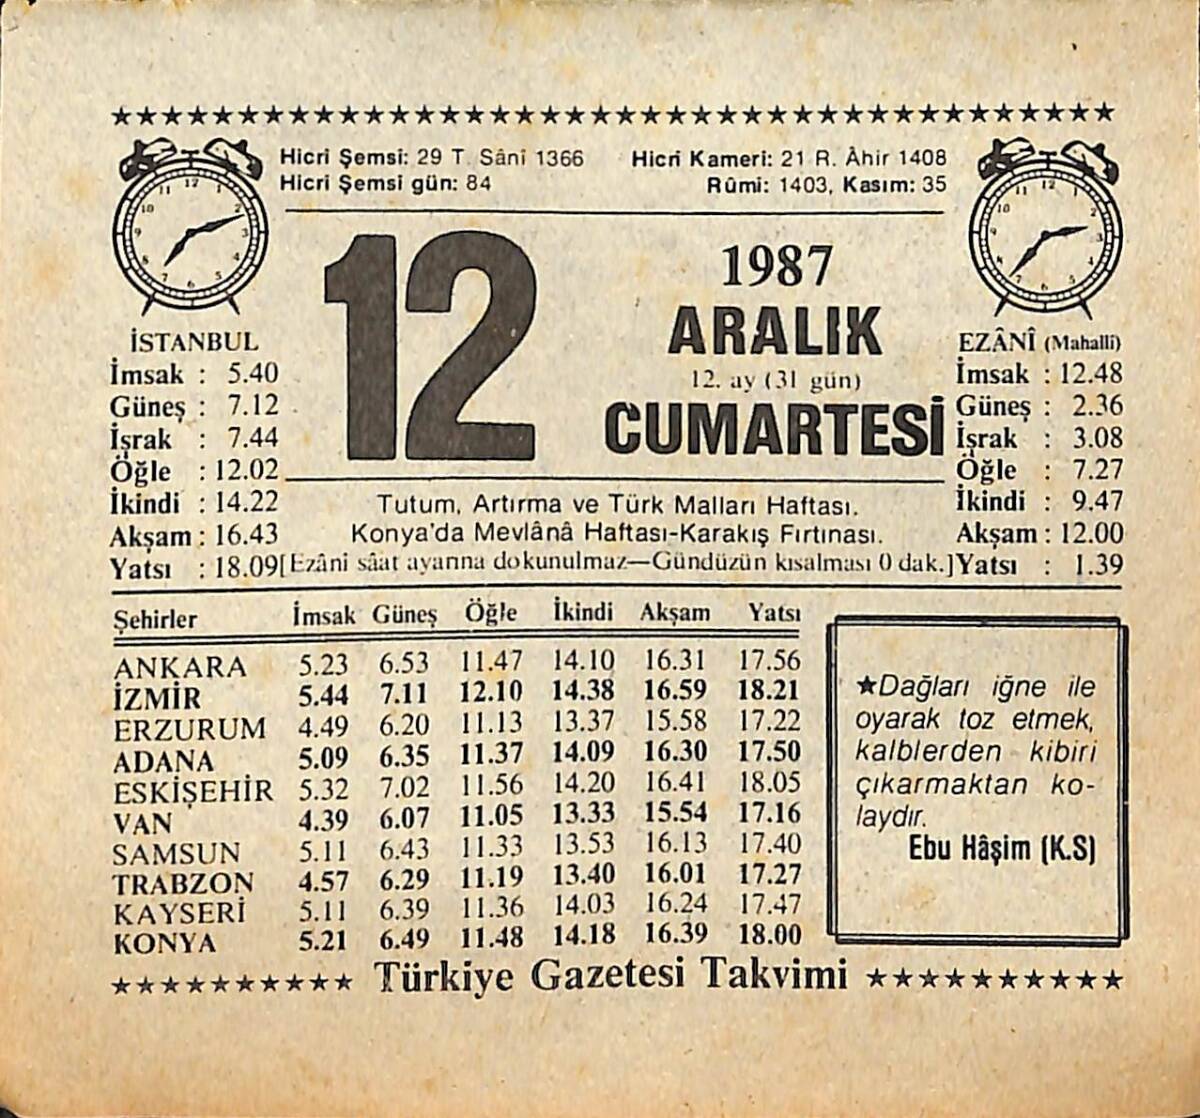 Hicrî Şemsî: 29 T. Sânî 1366
Hicrî Şemsî gün: 84
Hicrî Kamerî: 21 R. Âhir 1408
Rûmî: 1403, Kasım: 35
12
1987
ARALIK
12. ay (31 gün)
CUMARTESİ
İSTANBUL
İmsak : 5.40
Güneş : 7.12
İşrak : 7.44
Öğle : 12.02
İkindi : 14.22
Akşam : 16.43
Yatsı : 18.09
EZÂNÎ (Mahallî)
İmsak : 12.48
Güneş : 2.36
İşrak : 3.08
Öğle : 7.27
İkindi : 9.47
Akşam : 12.00
Yatsı : 1.39
Tutum, Artırma ve Türk Malları Haftası.
Konya'da Mevlânâ Haftası-Karakış Fırtınası.
[Ezânî sâat ayarına dokunulmaz—Gündüzün kısalması 0 dak.]
Şehirler İmsak Güneş Öğle İkindi Akşam Yatsı
ANKARA 5.23 6.53 11.47 14.10 16.31 17.56
İZMİR 5.44 7.11 12.10 14.38 16.59 18.21
ERZURUM 4.49 6.20 11.13 13.37 15.58 17.22
ADANA 5.09 6.35 11.37 14.09 16.30 17.50
ESKİŞEHİR 5.32 7.02 11.56 14.20 16.41 18.05
VAN 4.39 6.07 11.05 13.33 15.54 17.16
SAMSUN 5.11 6.43 11.33 13.53 16.13 17.40
TRABZON 4.57 6.29 11.19 13.40 16.01 17.27
KAYSERİ 5.11 6.39 11.36 14.03 16.24 17.47
KONYA 5.21 6.49 11.48 14.18 16.39 18.00
★Dağları iğne ile
oyarak toz etmek,
kalblerden kibiri
çıkarmaktan ko-
laydır.
Ebu Hâşim (K.S)
Türkiye Gazetesi Takvimi